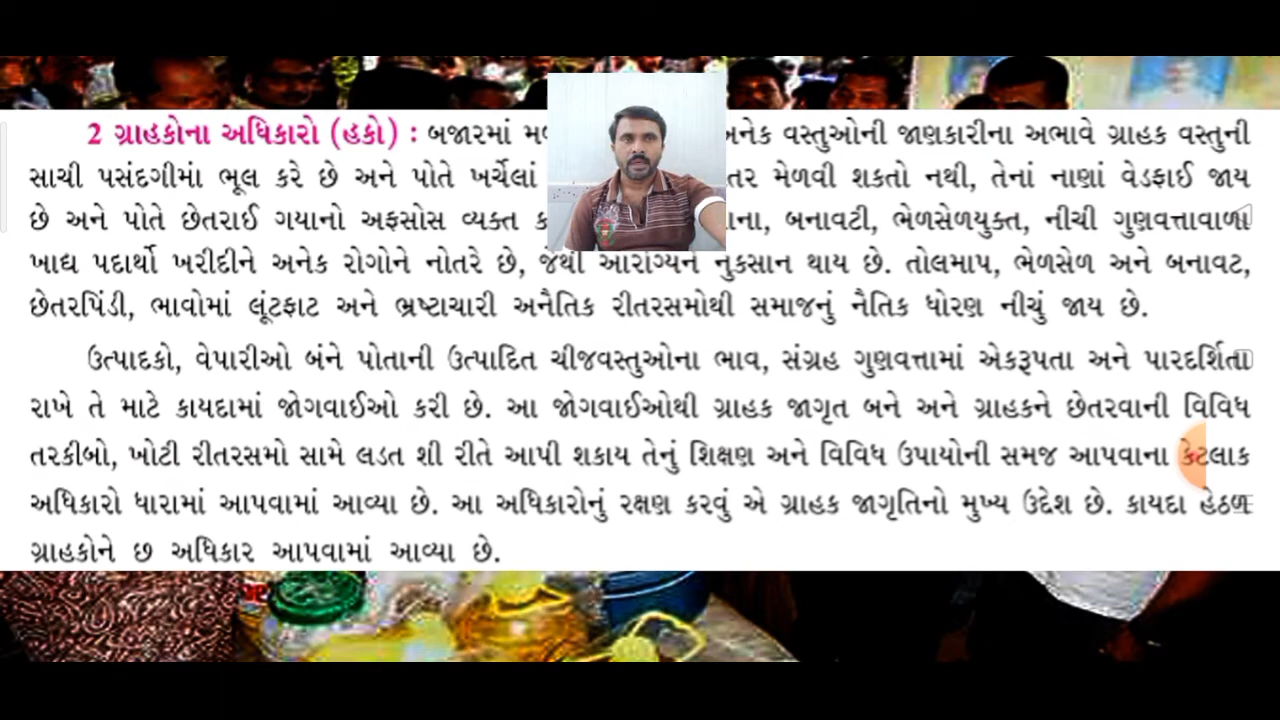 2 ગ્રાહકોના અધિકારો (હકો) : બજારમાં અનેક વસ્તુઓની જાણકારીના અભાવે ગ્રાહક વસ્તુની
સાચી પસંદગીમાં ભૂલ કરે છે અને પોતે ખર્ચેલાં મેળવી શકતો નથી, તેનાં નાણાં વેડફાઈ જાય
છે અને પોતે છેતરાઈ ગયાનો અફસોસ વ્યક્ત બનાવટી, ભેળસેળયુક્ત, નીચી ગુણવત્તાવાળા
ખાદ્ય પદાર્થો ખરીદીને અનેક રોગોને નોતરે છે, જેથી આરોગ્યને નુકસાન થાય છે. તોલમાપ, ભેળસેળ અને બનાવટ,
છેતરપિંડી, ભાવોમાં લૂંટફાટ અને ભ્રષ્ટાચારી અનૈતિક રીતરસમોથી સમાજનું નૈતિક ધોરણ નીચું જાય છે.
ઉત્પાદકો, વેપારીઓ બંને પોતાની ઉત્પાદિત ચીજવસ્તુઓના ભાવ, સંગ્રહ ગુણવત્તામાં એકરૂપતા અને પારદર્શિતા
રાખે તે માટે કાયદામાં જોગવાઈઓ કરી છે. આ જોગવાઈઓથી ગ્રાહક જાગૃત બને અને ગ્રાહકને છેતરવાની વિવિધ
તરકીબો, ખોટી રીતરસમો સામે લડત શી રીતે આપી શકાય તેનું શિક્ષણ અને વિવિધ ઉપાયોની સમજ આપવાના કેટલાક
અધિકારો ધારામાં આપવામાં આવ્યા છે. આ અધિકારોનું રક્ષણ કરવું એ ગ્રાહક જાગૃતિનો મુખ્ય ઉદેશ છે. કાયદા હેઠળ
ગ્રાહકોને છ અધિકાર આપવામાં આવ્યા છે.